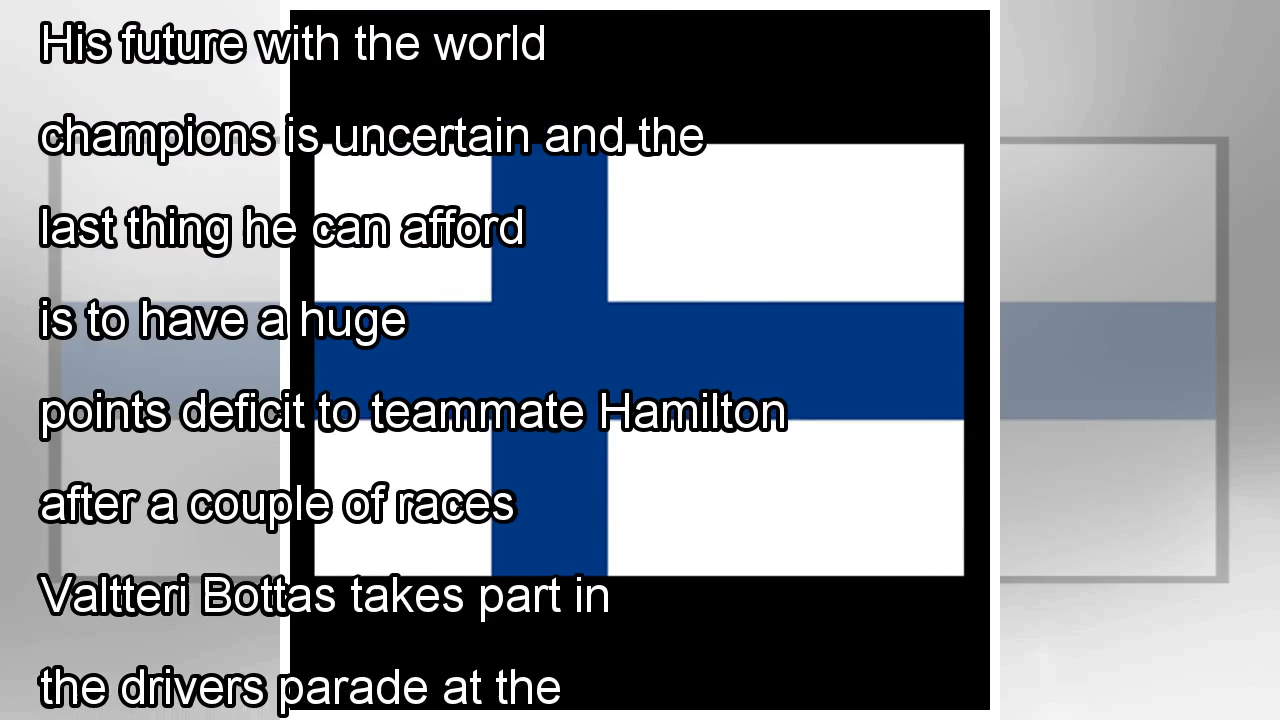 His future with the world
champions is uncertain and the
last thing he can afford
is to have a huge
points deficit to teammate Hamilton
after a couple of races
Valtteri Bottas takes part in
the drivers parade at the